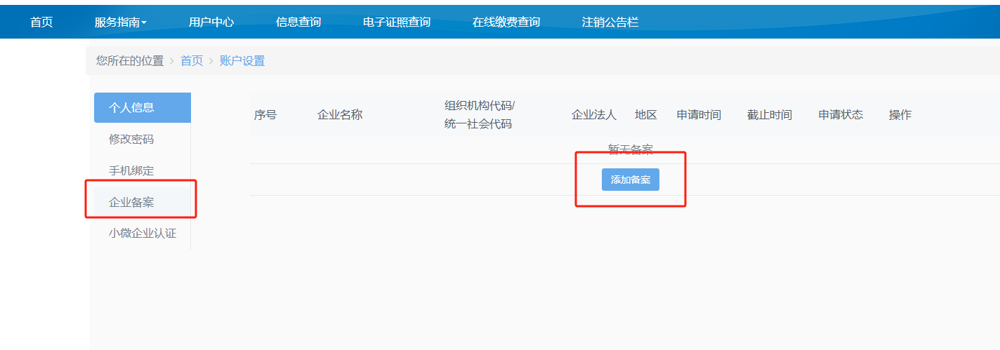 首页 服务指南 用户中心 信息查询 电子证照查询 在线缴费查询 注销公告栏
您所在的位置 > 首页 > 账户设置
个人信息
修改密码
手机绑定
企业备案
小微企业认证
序号 企业名称 组织机构代码/ 企业法人 地区 申请时间 截止时间 申请状态 操作
统一社会代码
暂无备案
添加备案